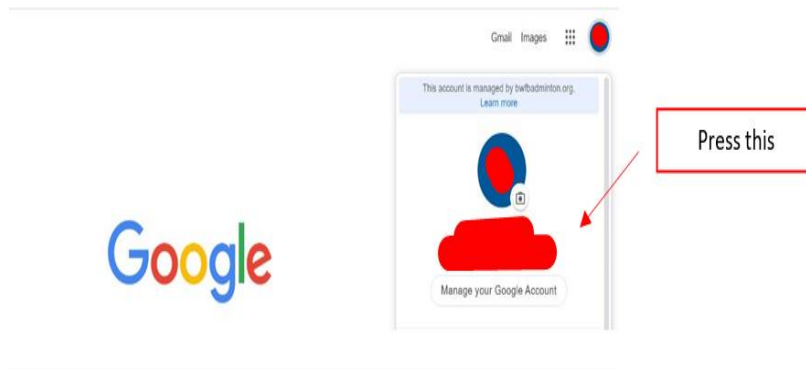 Gmail Images
This account is managed by bwfbadminton.org.
Learn more
Press this
Google
Manage your Google Account